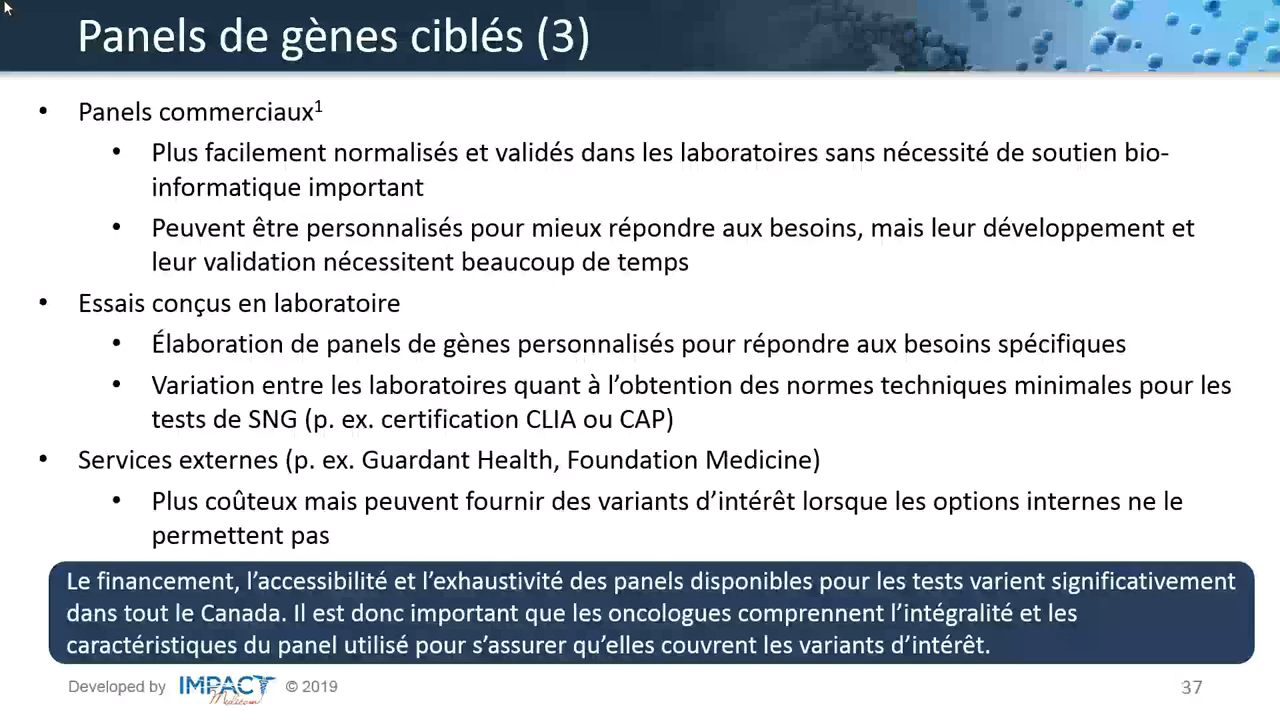 Panels de gènes ciblés (3)
• Panels commerciaux¹
• Plus facilement normalisés et validés dans les laboratoires sans nécessité de soutien bio-
informatique important
• Peuvent être personnalisés pour mieux répondre aux besoins, mais leur développement et
leur validation nécessitent beaucoup de temps
• Essais conçus en laboratoire
• Élaboration de panels de gènes personnalisés pour répondre aux besoins spécifiques
• Variation entre les laboratoires quant à l’obtention des normes techniques minimales pour les
tests de SNG (p. ex. certification CLIA ou CAP)
• Services externes (p. ex. Guardant Health, Foundation Medicine)
• Plus coûteux mais peuvent fournir des variants d’intérêt lorsque les options internes ne le
permettent pas
Le financement, l’accessibilité et l’exhaustivité des panels disponibles pour les tests varient significativement
dans tout le Canada. Il est donc important que les oncologues comprennent l’intégralité et les
caractéristiques du panel utilisé pour s’assurer qu’elles couvrent les variants d’intérêt.
Developed by IMPACT Medicom © 2019
37